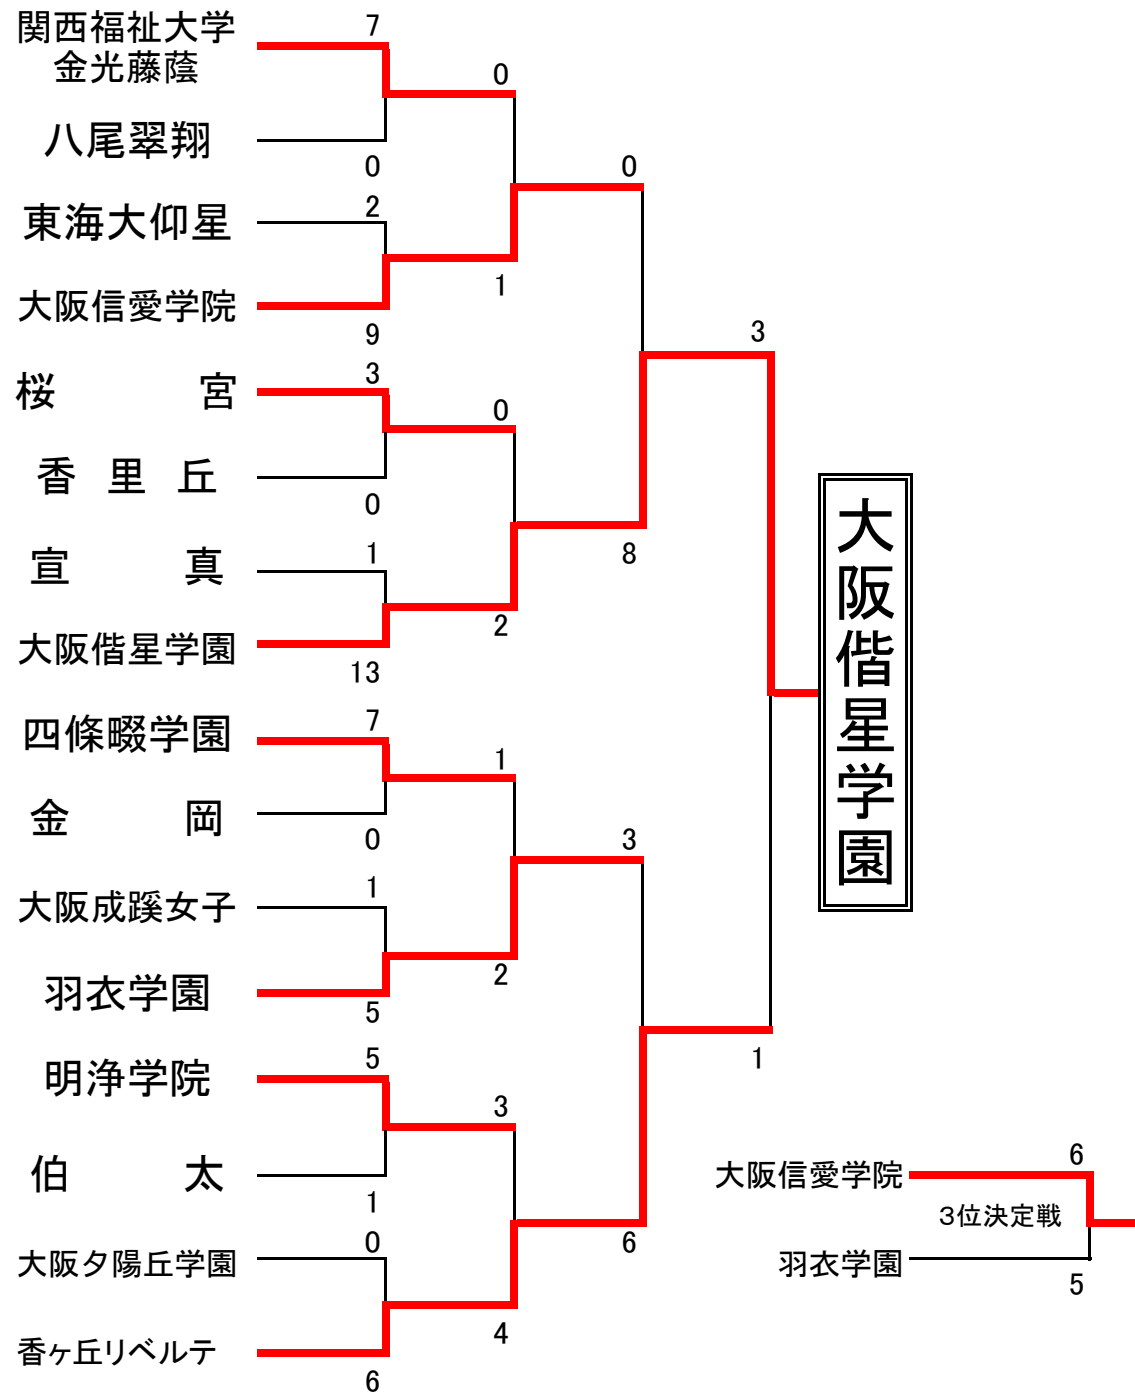 関西福祉大学
金光藤蔭
7
0
八尾翠翔
0
0
東海大仰星
2
大阪信愛学院
1
9
3
桜宮
3
0
香里丘
0
宣真
1
8
大阪偕星学園
2
13
大阪偕星学園
四條畷学園
7
1
金岡
0
3
大阪成蹊女子
1
羽衣学園
2
5
明浄学院
5
1
3
伯太
1
大阪夕陽丘学園
0
6
香ヶ丘リベルテ
4
6
大阪信愛学院
6
3位決定戦
羽衣学園
5